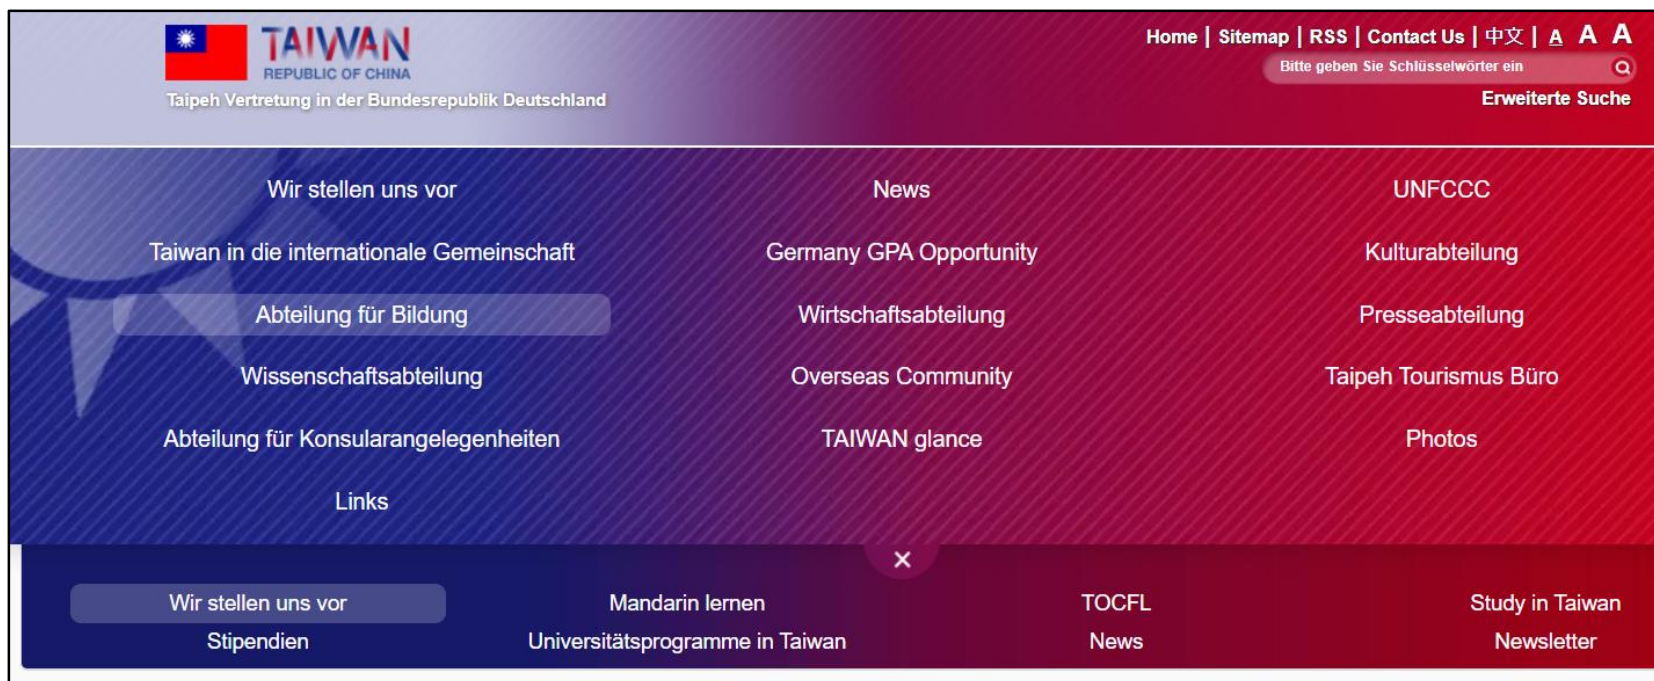 TAIWAN
REPUBLIC OF CHINA
Taipeh Vertretung in der Bundesrepublik Deutschland
Home | Sitemap | RSS | Contact Us | 中文 | A A A
Bitte geben Sie Schlüsselwörter ein
Erweiterte Suche
Wir stellen uns vor News UNFCCC
Taiwan in die internationale Gemeinschaft Germany GPA Opportunity Kulturabteilung
Abteilung für Bildung Wirtschaftsabteilung Presseabteilung
Wissenschaftsabteilung Overseas Community Taipeh Tourismus Büro
Abteilung für Konsularangelegenheiten TAIWAN glance Photos
Links
Wir stellen uns vor Mandarin lernen TOCFL Study in Taiwan
Stipendien Universitätsprogramme in Taiwan News Newsletter